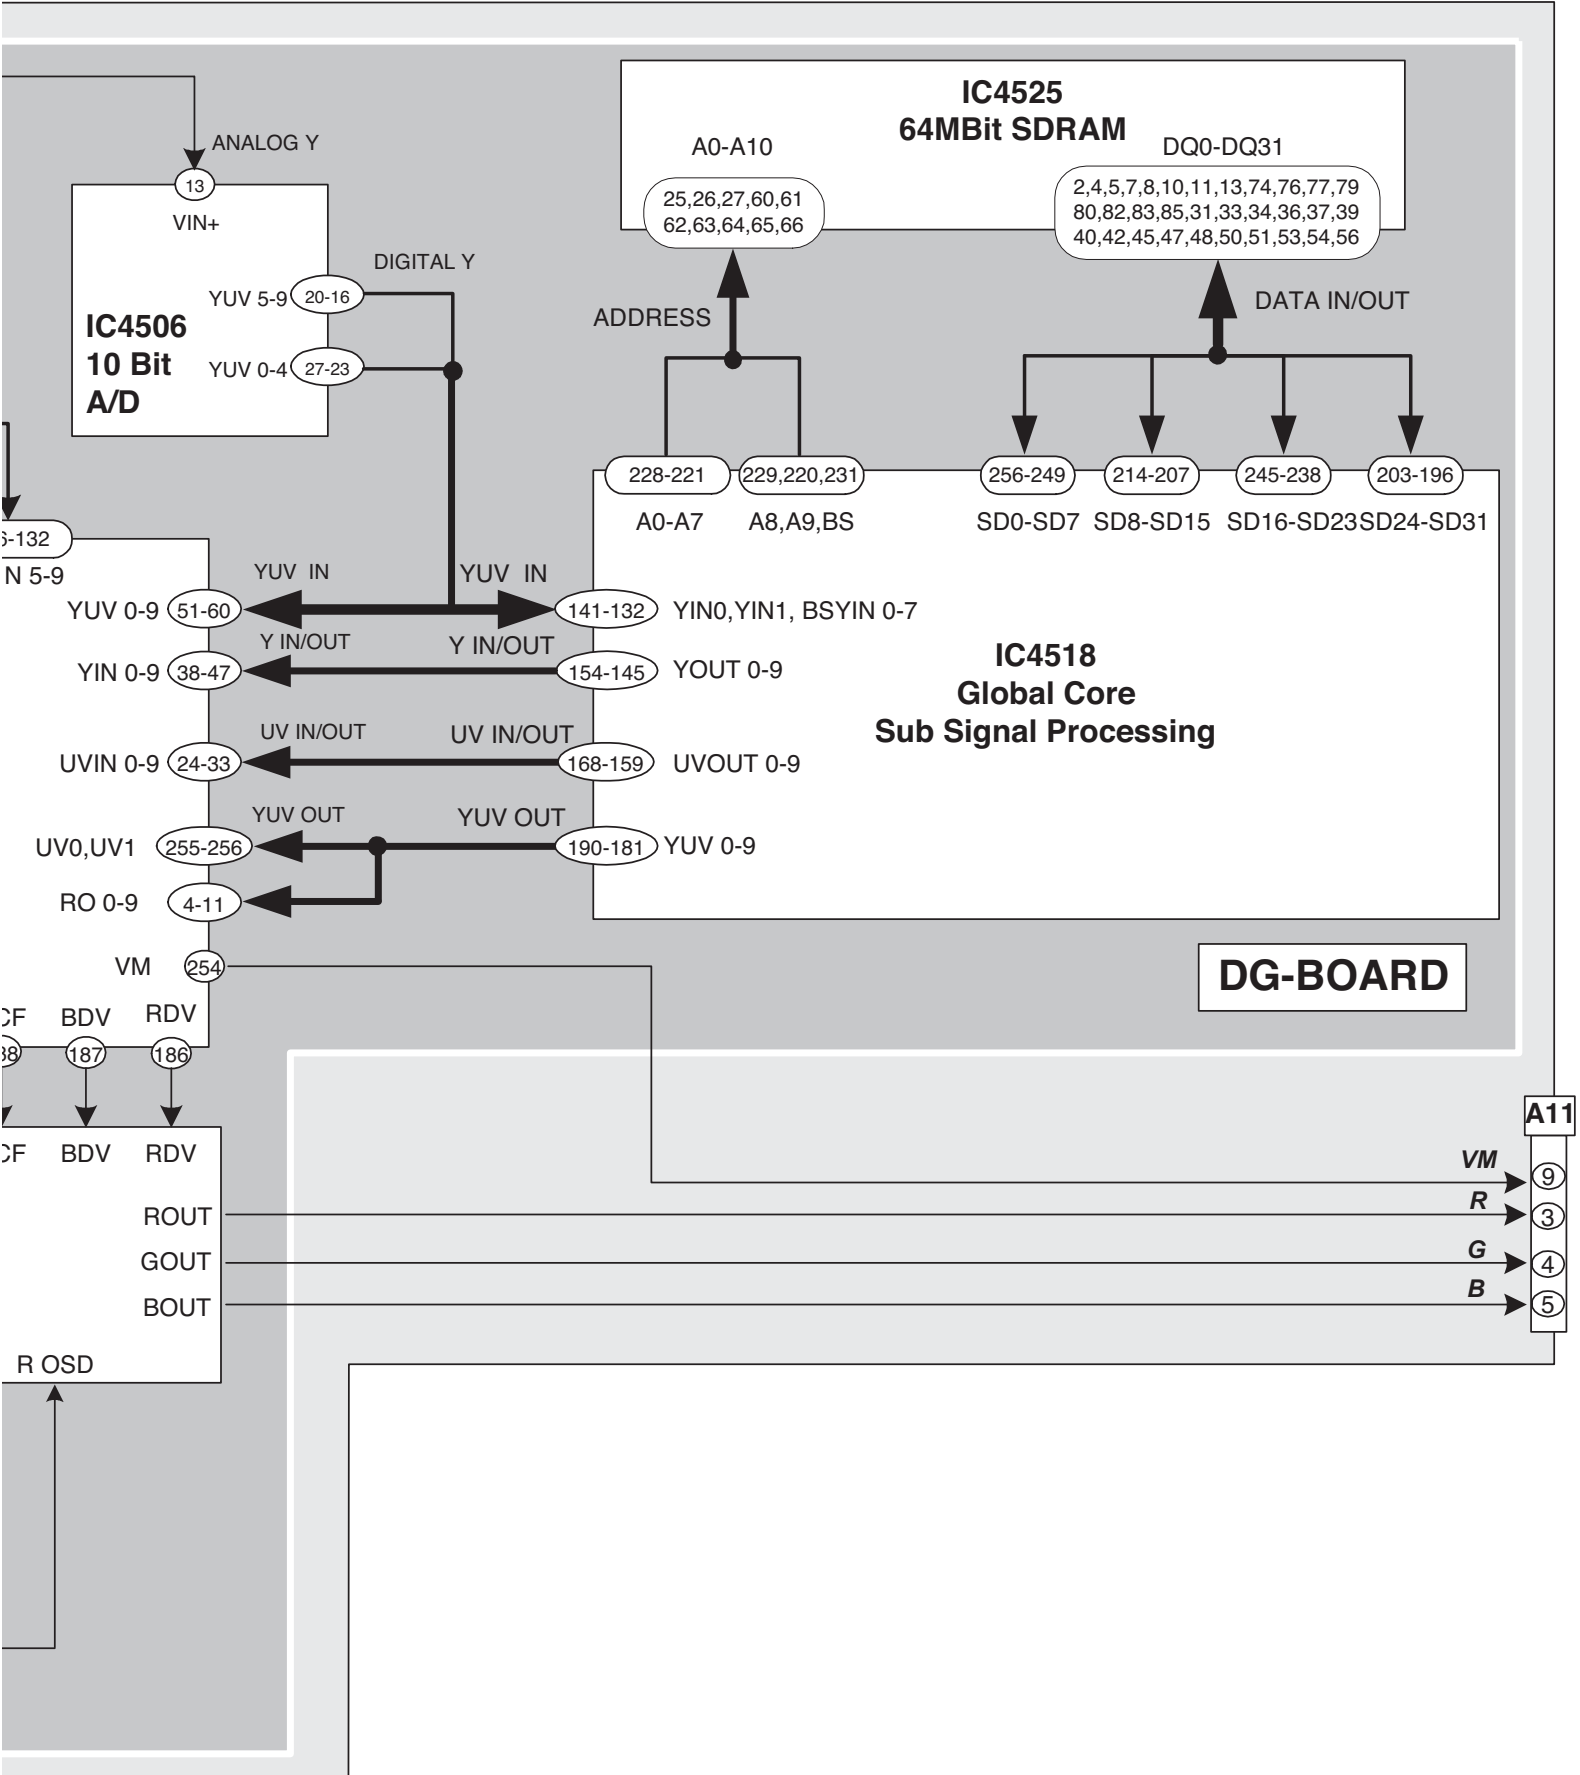 IC4525
64MBit SDRAM
A0-A10
DQ0-DQ31
25,26,27,60,61
62,63,64,65,66
2,4,5,7,8,10,11,13,74,76,77,79
80,82,83,85,31,33,34,36,37,39
40,42,45,47,48,50,51,53,54,56
ANALOG Y
13
VIN+
DIGITAL Y
YUV 5-9
20-16
IC4506
10 Bit
A/D
YUV 0-4
27-23
ADDRESS
DATA IN/OUT
228-221
229,220,231
256-249
214-207
245-238
203-196
A0-A7
A8,A9,BS
SD0-SD7
SD8-SD15
SD16-SD23
SD24-SD31
6-132
N 5-9
YUV IN
YUV IN
YUV 0-9
51-60
141-132
YIN0,YIN1, BSYIN 0-7
Y IN/OUT
Y IN/OUT
YIN 0-9
38-47
154-145
YOUT 0-9
IC4518
Global Core
Sub Signal Processing
UV IN/OUT
UV IN/OUT
UVIN 0-9
24-33
168-159
UVOUT 0-9
YUV OUT
YUV OUT
UV0,UV1
255-256
190-181
YUV 0-9
RO 0-9
4-11
VM
254
DG-BOARD
CF
BDV
RDV
187
186
A11
CF
BDV
RDV
VM
9
ROUT
R
3
GOUT
G
4
BOUT
B
5
R OSD